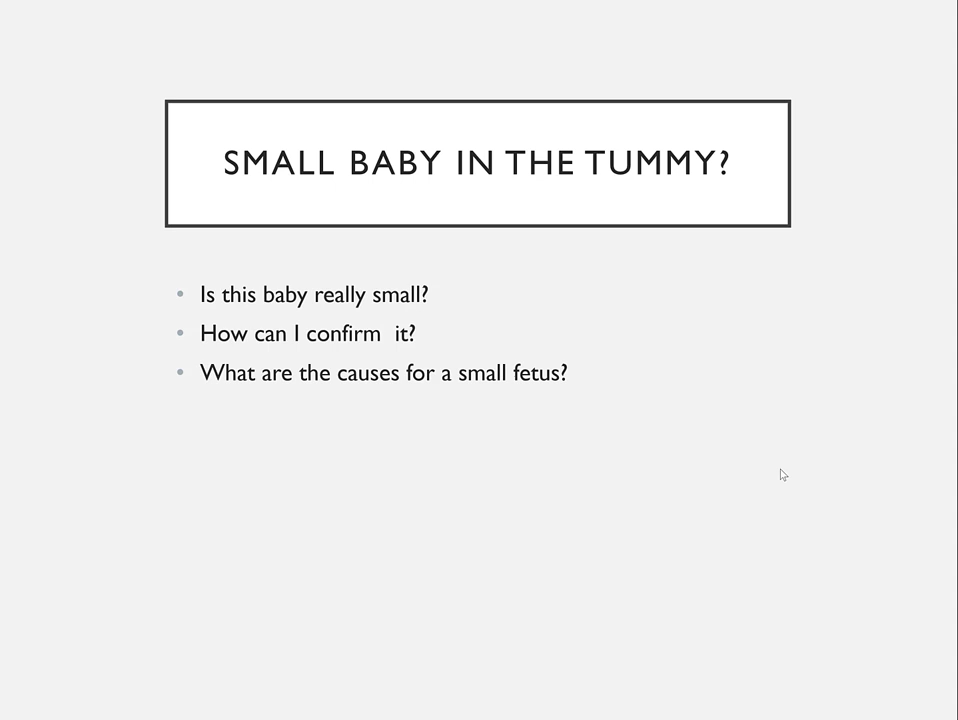 SMALL BABY IN THE TUMMY?
• Is this baby really small?
• How can I confirm  it?
• What are the causes for a small fetus?